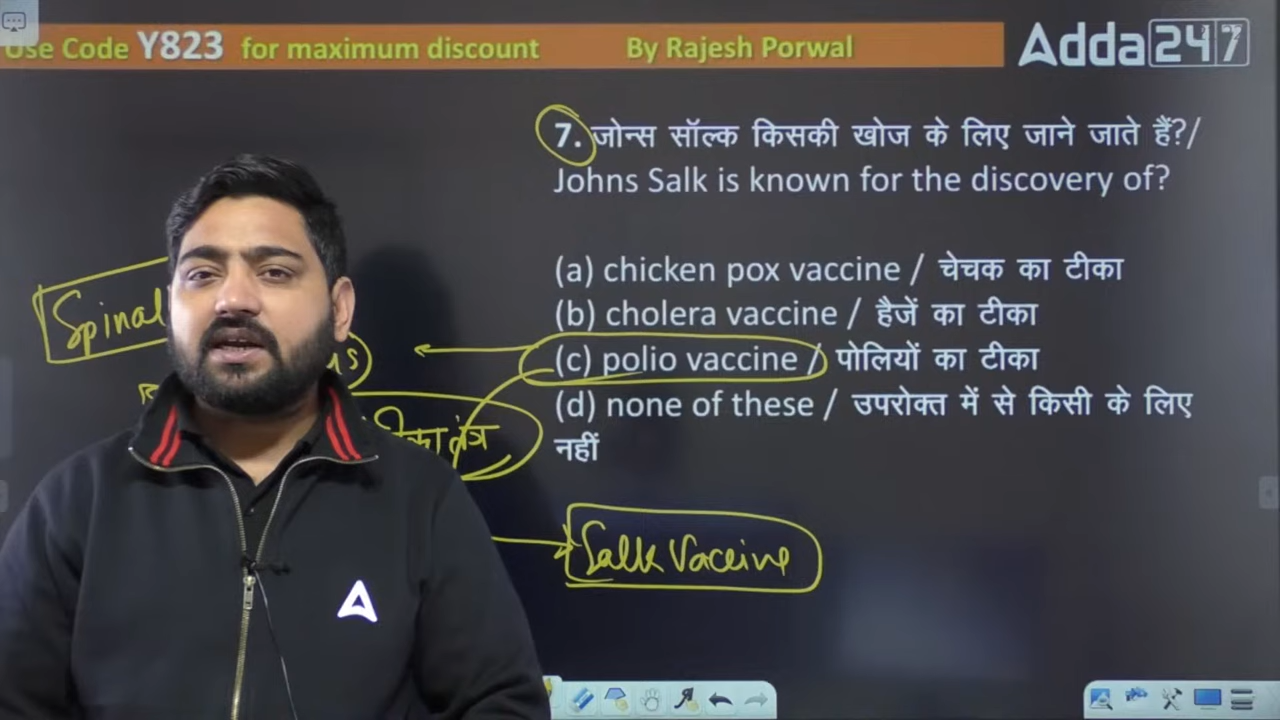 Use Code Y823 for maximum discount By Rajesh Porwal
Adda247
7. जोन्स सॉल्क किसकी खोज के लिए जाने जाते हैं?/
Johns Salk is known for the discovery of?
(a) chicken pox vaccine / चेचक का टीका
(b) cholera vaccine / हैजें का टीका
(c) polio vaccine / पोलियों का टीका
(d) none of these / उपरोक्त में से किसी के लिए
नहीं
Spinal
Salk Vaccine